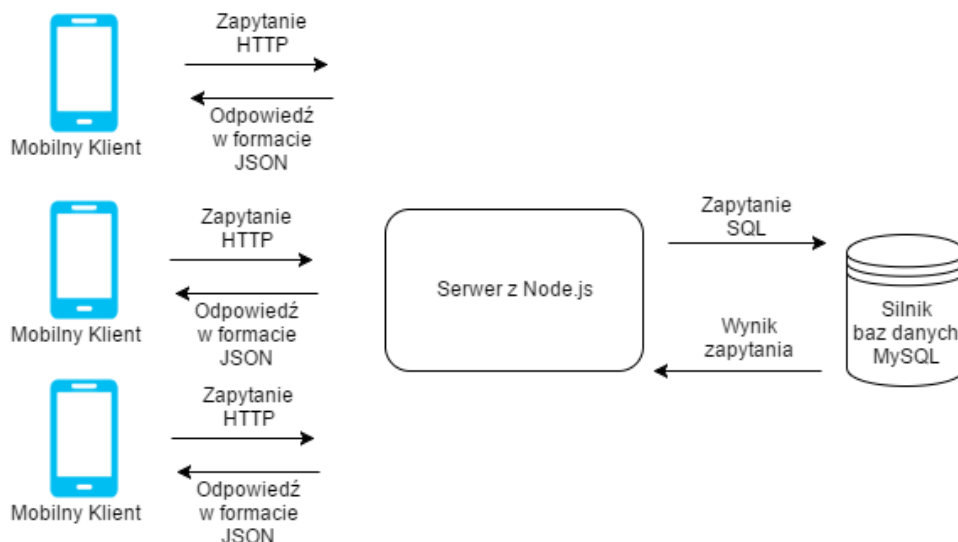 Zapytanie
HTTP
Odpowiedź
w formacie
JSON
Mobilny Klient
Zapytanie
HTTP
Odpowiedź
w formacie
JSON
Mobilny Klient
Zapytanie
HTTP
Odpowiedź
w formacie
JSON
Mobilny Klient
Serwer z Node.js
Zapytanie
SQL
Wynik
zapytania
Silnik
baz danych
MySQL